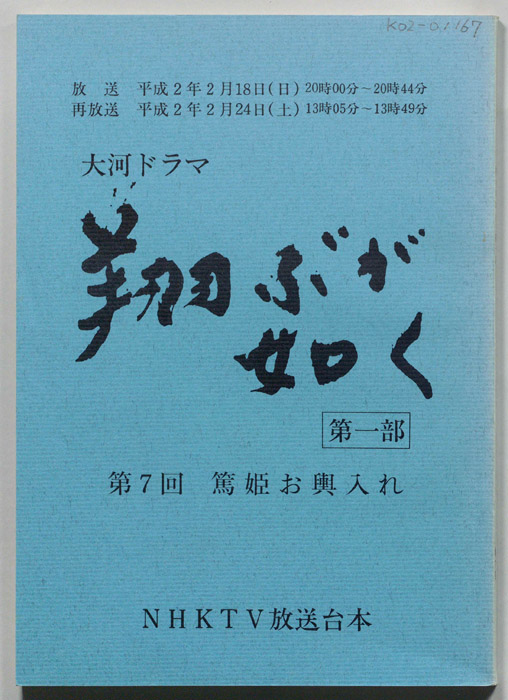 K02-01167
放送 平成2年2月18日(日) 20時00分～20時44分
再放送 平成2年2月24日(土) 13時05分～13時49分
大河ドラマ
翔ぶが
如く
第一部
第7回 篤姫お輿入れ
NHKTV放送台本